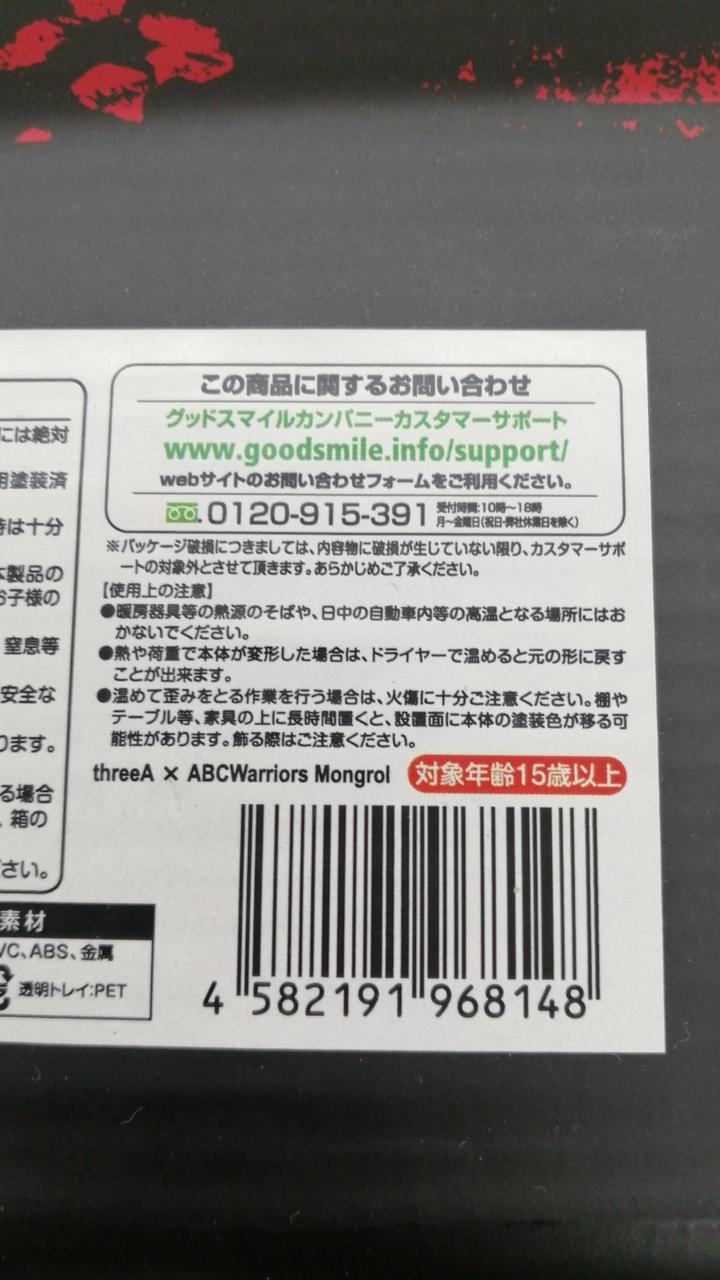 には絶対
用塗装済
時は十分
本製品の
お子様の
窒息等
安全な
ります。
る場合
、箱の
ださい。
素材
VC、ABS、金属
透明トレイ:PET
この商品に関するお問い合わせ
グッドスマイルカンパニーカスタマーサポート
www.goodsmile.info/support/
webサイトのお問い合わせフォームをご利用ください。
0120-915-391 受付時間:10時～18時
月～金曜日(祝日・弊社休業日を除く)
※パッケージ破損につきましては、内容物に破損が生じていない限り、カスタマーサポ
ートの対象外とさせて頂きます。あらかじめご了承ください。
【使用上の注意】
●暖房器具等の熱源のそばや、日中の自動車内等の高温となる場所にはお
かないでください。
●熱や荷重で本体が変形した場合は、ドライヤーで温めると元の形に戻す
ことが出来ます。
●温めて歪みをとる作業を行う場合は、火傷に十分ご注意ください。棚や
テーブル等、家具の上に長時間置くと、設置面に本体の塗装色が移る可
能性があります。飾る際はご注意ください。
threeA × ABCWarriors Mongrol 対象年齢15歳以上
4 582191 968148